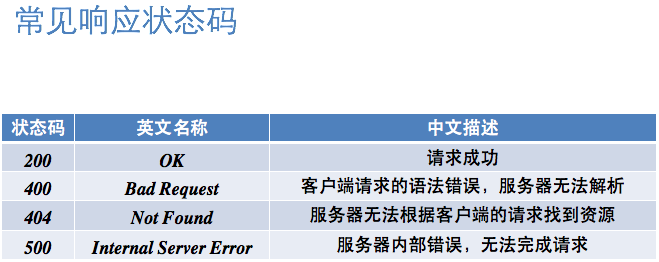 常见响应状态码
状态码 英文名称 中文描述
200 OK 请求成功
400 Bad Request 客户端请求的语法错误，服务器无法解析
404 Not Found 服务器无法根据客户端的请求找到资源
500 Internal Server Error 服务器内部错误，无法完成请求